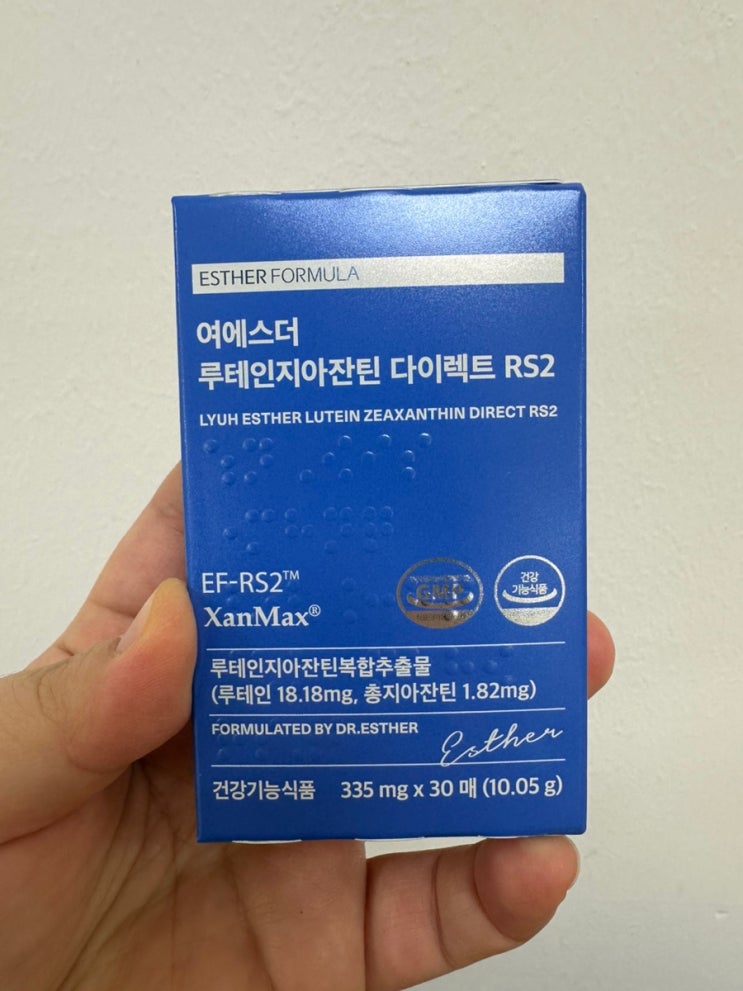 ESTHER FORMULA
여에스더
루테인지아잔틴 다이렉트 RS2
LYUH ESTHER LUTEIN ZEAXANTHIN DIRECT RS2
EF-RS2™
XanMax®
GMP
건강
기능식품
루테인지아잔틴복합추출물
(루테인 18.18mg, 총지아잔틴 1.82mg)
FORMULATED BY DR.ESTHER
Esther
건강기능식품 335 mg x 30 매 (10.05 g)